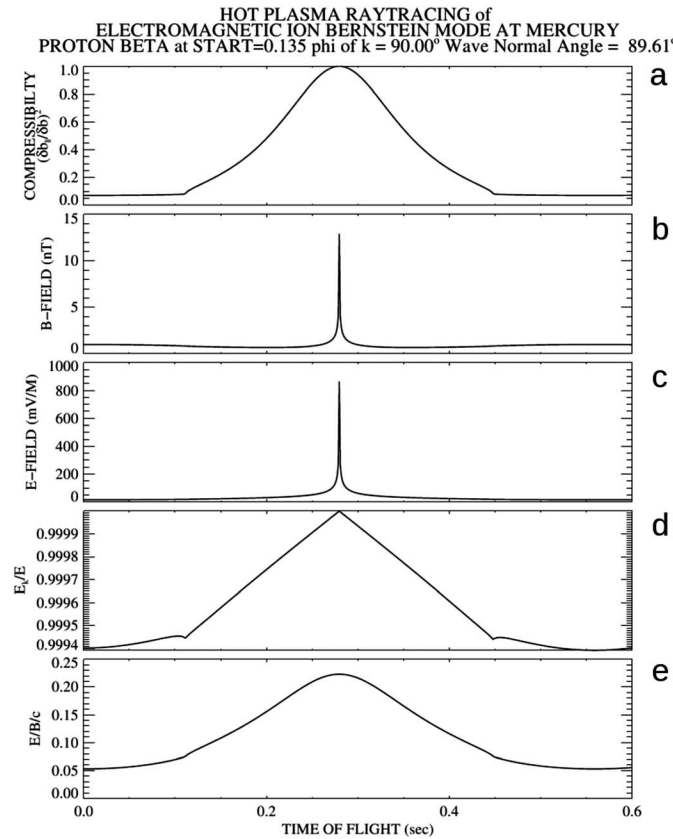 HOT PLASMA RAYTRACING of
ELECTROMAGNETIC ION BERNSTEIN MODE AT MERCURY
PROTON BETA at START=0.135 phi of k = 90.00° Wave Normal Angle = 89.61°
a
COMPRESSIBILTY
(δb∥/δb)²
1.0
0.8
0.6
0.4
0.2
0.0
b
B-FIELD (nT)
15
10
5
0
c
E-FIELD (mV/M)
1000
800
600
400
200
0
d
Ek/E
0.9999
0.9998
0.9997
0.9996
0.9995
0.9994
e
E/B/c
0.25
0.20
0.15
0.10
0.05
0.00
0.0 0.2 0.4 0.6
TIME OF FLIGHT (sec)